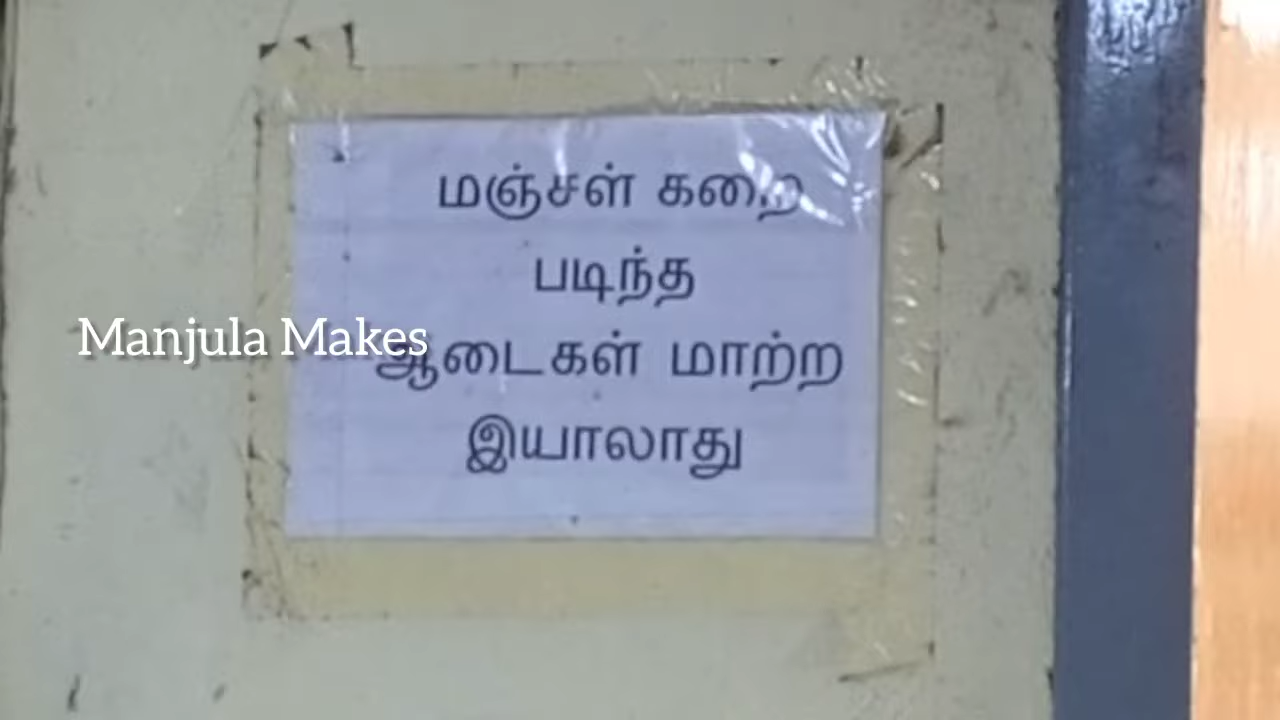 மஞ்சள் கறை
படிந்த
Manjula Makes
ஆடைகள் மாற்ற
இயாலாது